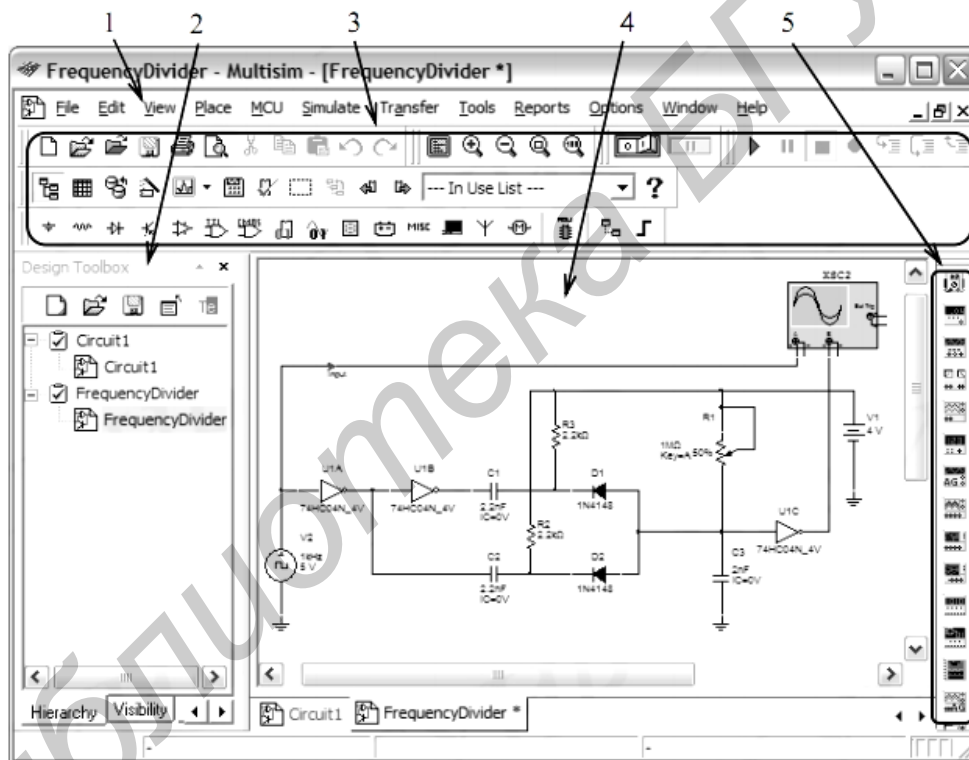 1 2 3 4 5
FrequencyDivider - Multisim - [FrequencyDivider *]
File Edit View Place MCU Simulate Transfer Tools Reports Options Window Help
--- In Use List --- ?
MISC
Design Toolbox
Circuit1
Circuit1
FrequencyDivider
FrequencyDivider
XSC2
Ext Trig
Input
R3
2.2kΩ
R1
1MΩ
Key=A
50%
V1
4 V
U1A
74HC04N_4V
U1B
74HC04N_4V
C1
2.2nF
IC=0V
D1
1N4148
R2
2.2kΩ
U1C
74HC04N_4V
V2
1kHz
5 V
C2
2.2nF
IC=0V
D2
1N4148
C3
2nF
IC=0V
Hierarchy Visibility
Circuit1 FrequencyDivider *